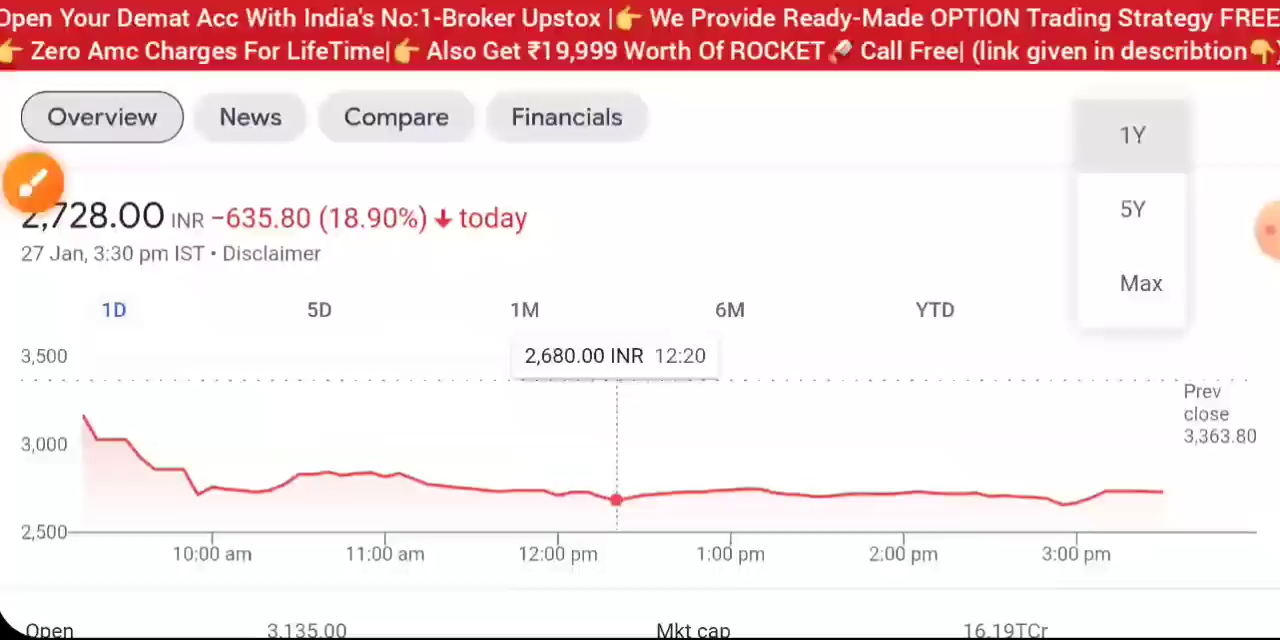 Open Your Demat Acc With India's No:1-Broker Upstox |👉 We Provide Ready-Made OPTION Trading Strategy FREE
👉 Zero Amc Charges For LifeTime|👉 Also Get ₹19,999 Worth Of ROCKET🚀 Call Free| (link given in describtion👇)
Overview News Compare Financials
1Y
5Y
Max
2,728.00 INR −635.80 (18.90%) ↓ today
27 Jan, 3:30 pm IST • Disclaimer
1D 5D 1M 6M YTD
2,680.00 INR 12:20
3,500
3,000
2,500
Prev
close
3,363.80
10:00 am 11:00 am 12:00 pm 1:00 pm 2:00 pm 3:00 pm
Open 3,135.00 Mkt cap 16.19TCr